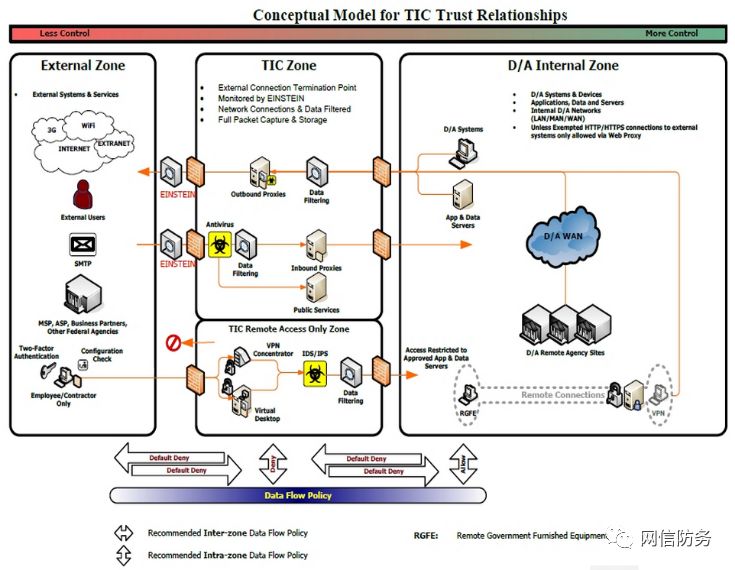 Conceptual Model for TIC Trust Relationships
Less Control
More Control
External Zone
• External Systems & Services
3G
WiFi
INTERNET
EXTRANET
External Users
SMTP
MSP, ASP, Business Partners,
Other Federal Agencies
Two-Factor
Authentication
Configuration
Check
Employee/Contractor
Only
EINSTEIN
EINSTEIN
TIC Zone
• External Connection Termination Point
• Monitored by EINSTEIN
• Network Connections & Data Filtered
• Full Packet Capture & Storage
Outbound Proxies
Data
Filtering
Antivirus
Data
Filtering
Inbound Proxies
Public Services
TIC Remote Access Only Zone
VPN
Concentrator
IDS/IPS
Virtual
Desktop
Data
Filtering
D/A Internal Zone
• D/A Systems & Devices
• Applications, Data and Servers
• Internal D/A Networks
(LAN/MAN/WAN)
• Unless Exempted HTTP/HTTPS connections to external
systems only allowed via Web Proxy
D/A Systems
App & Data
Servers
D/A WAN
D/A Remote Agency Sites
Access Restricted to
Approved App & Data
Servers
RGFE
Remote Connections
VPN
Default Deny
Default Deny
Deny
Default Deny
Default Deny
Allow
Data Flow Policy
Recommended Inter-zone Data Flow Policy
Recommended Intra-zone Data Flow Policy
RGFE: Remote Government Furnished Equipment
网信防务